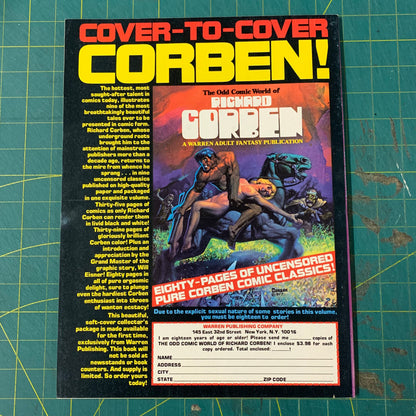 COVER-TO-COVER
CORBEN!
The hottest, most
sought-after talent in
comics today, illustrates
nine of the most
breathtakingly beautiful
tales ever to be
presented in comic form.
Richard Corben, whose
underground roots
brought him to the
attention of mainstream
publishers more than a
decade ago, returns to
the mire from whence he
sprang . . . in nine
uncensored classics
published on high-quality
paper and packaged
in one exquisite volume.
Thirty-five pages of
comics as only Richard
Corben can render them
in livid black and white!
Thirty-nine pages of
gloriously brilliant
Corben color! Plus an
introduction and
appreciation by the
Grand Master of the
graphic story, Will
Eisner! Eighty pages in
all of pure orgasmic
delight, sure to plunge
even the hardiest Corben
enthusiast into throes
of wanton ecstacy!
This beautiful,
soft-cover collector's
package is made available
for the first time,
exclusively from Warren
Publishing. This book will
not be sold at
newsstands or book
counters. And supply is
limited. So order yours
today!
The Odd Comic World of
RICHARD
CORBEN
A WARREN ADULT FANTASY PUBLICATION
EIGHTY-PAGES OF UNCENSORED
PURE CORBEN COMIC CLASSICS!
Due to the explicit sexual nature of some stories in this volume,
you must be eighteen to order!
WARREN PUBLISHING COMPANY
145 East 32nd Street New York, N.Y. 10016
I am eighteen years of age or older! Please send me copies of
THE ODD COMIC WORLD OF RICHARD CORBEN! I enclose $3.98 for each
copy ordered. Total enclosed:
NAME
ADDRESS
CITY
STATE ZIP CODE